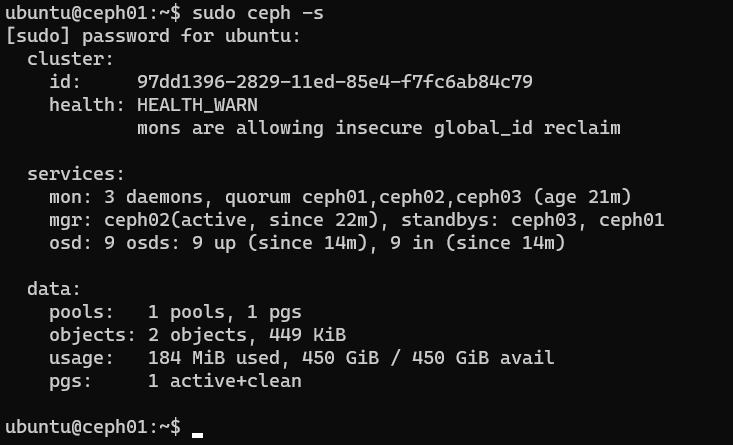 ubuntu@ceph01:~$ sudo ceph -s
[sudo] password for ubuntu:
  cluster:
    id:     97dd1396-2829-11ed-85e4-f7fc6ab84c79
    health: HEALTH_WARN
            mons are allowing insecure global_id reclaim

  services:
    mon: 3 daemons, quorum ceph01,ceph02,ceph03 (age 21m)
    mgr: ceph02(active, since 22m), standbys: ceph03, ceph01
    osd: 9 osds: 9 up (since 14m), 9 in (since 14m)

  data:
    pools:   1 pools, 1 pgs
    objects: 2 objects, 449 KiB
    usage:   184 MiB used, 450 GiB / 450 GiB avail
    pgs:     1 active+clean

ubuntu@ceph01:~$